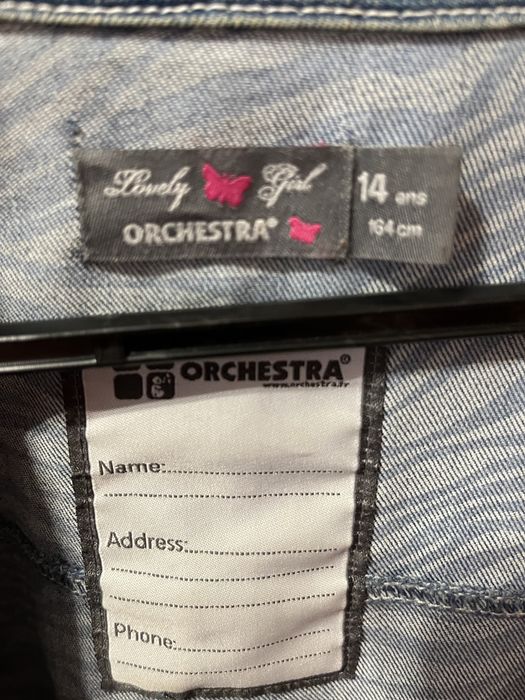 Lovely Girl
ORCHESTRA®
14 ans
164 cm
ORCHESTRA®
www.orchestra.fr
Name:
Address:
Phone: